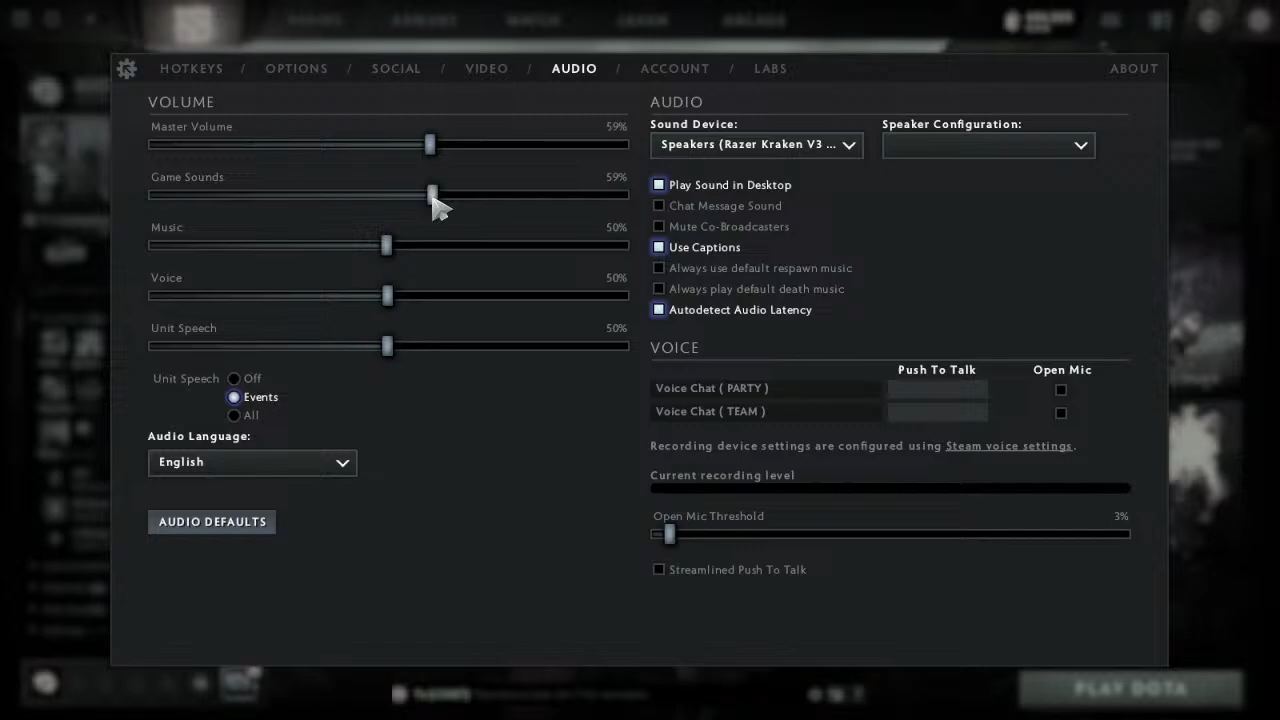 HOTKEYS / OPTIONS / SOCIAL / VIDEO / AUDIO / ACCOUNT / LABS ABOUT
VOLUME
Master Volume 59%
Game Sounds 59%
Music 50%
Voice 50%
Unit Speech 50%
Unit Speech Off
Events
All
Audio Language:
English
AUDIO DEFAULTS
AUDIO
Sound Device: Speaker Configuration:
Speakers (Razer Kraken V3 ...
Play Sound in Desktop
Chat Message Sound
Mute Co-Broadcasters
Use Captions
Always use default respawn music
Always play default death music
Autodetect Audio Latency
VOICE
Push To Talk Open Mic
Voice Chat ( PARTY )
Voice Chat ( TEAM )
Recording device settings are configured using Steam voice settings.
Current recording level
Open Mic Threshold 3%
Streamlined Push To Talk
PLAY DOTA